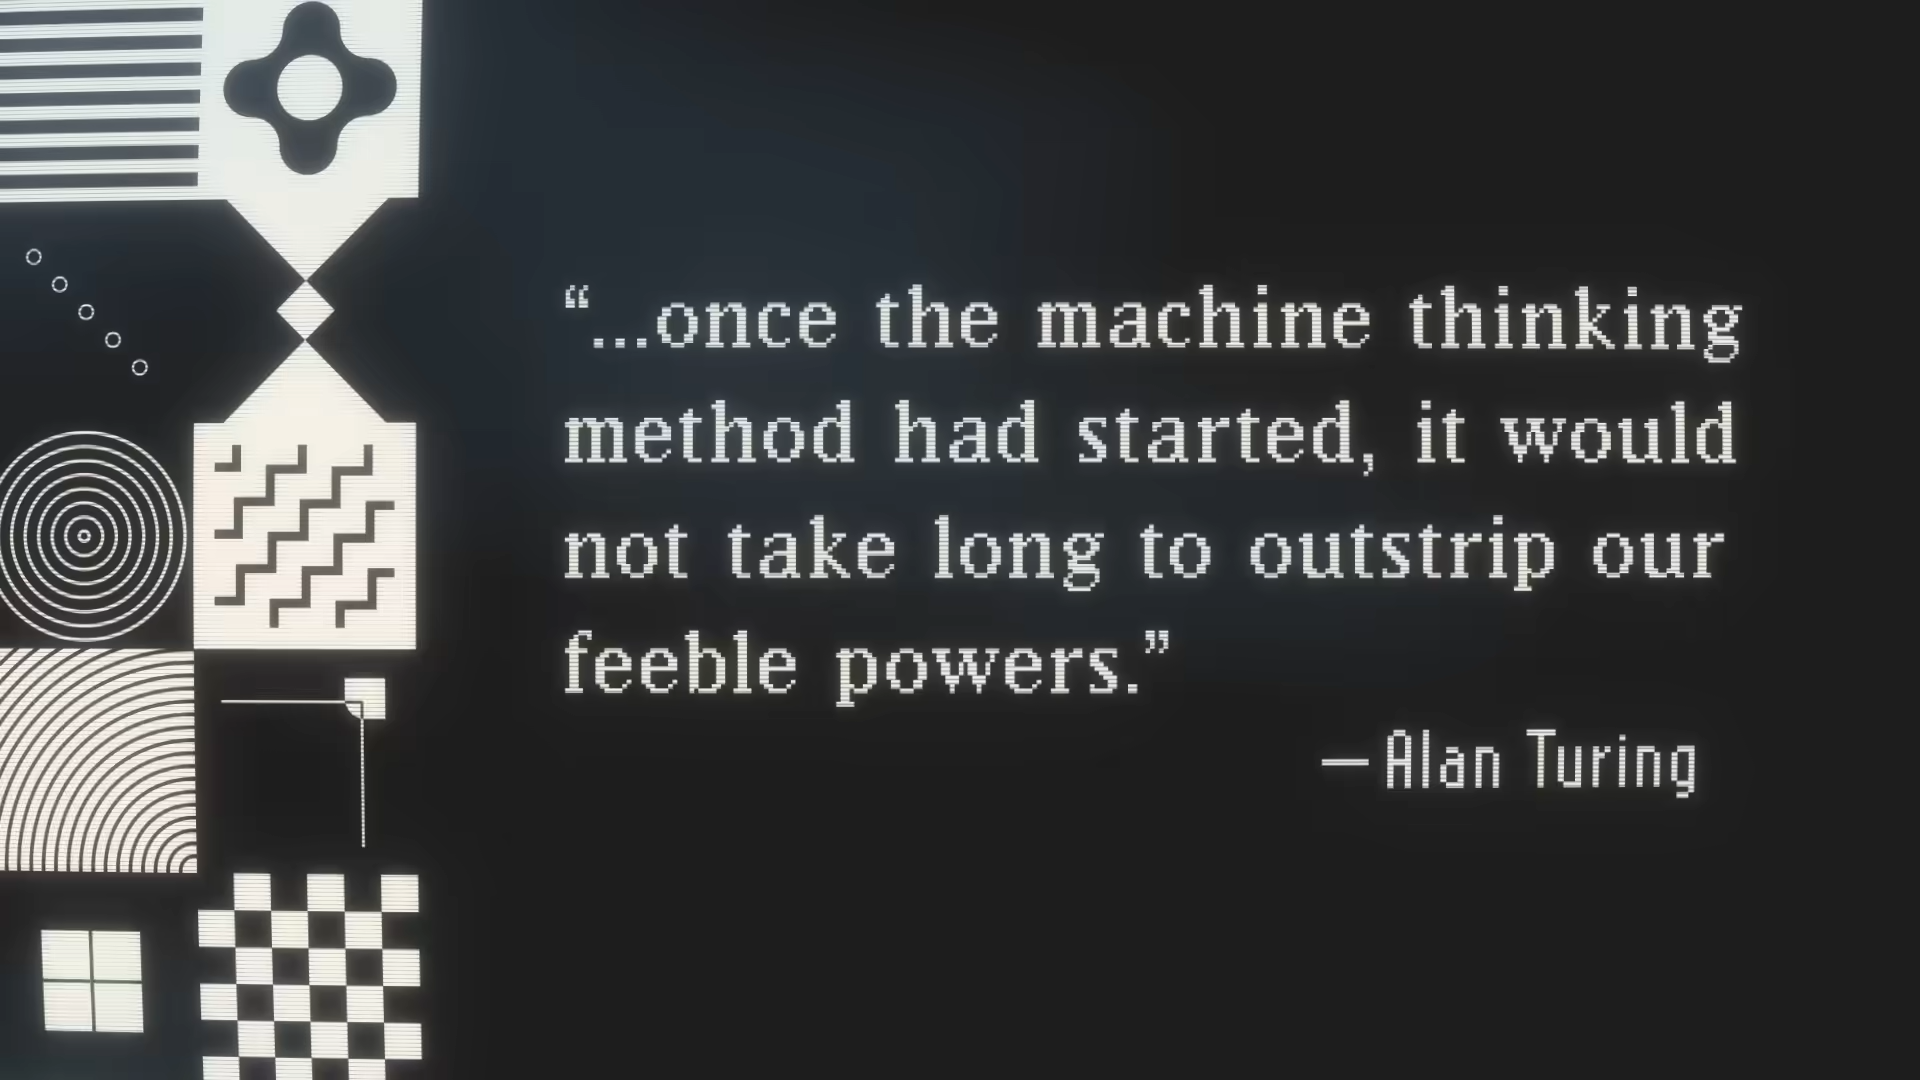 “...once the machine thinking
method had started, it would
not take long to outstrip our
feeble powers.”
—Alan Turing